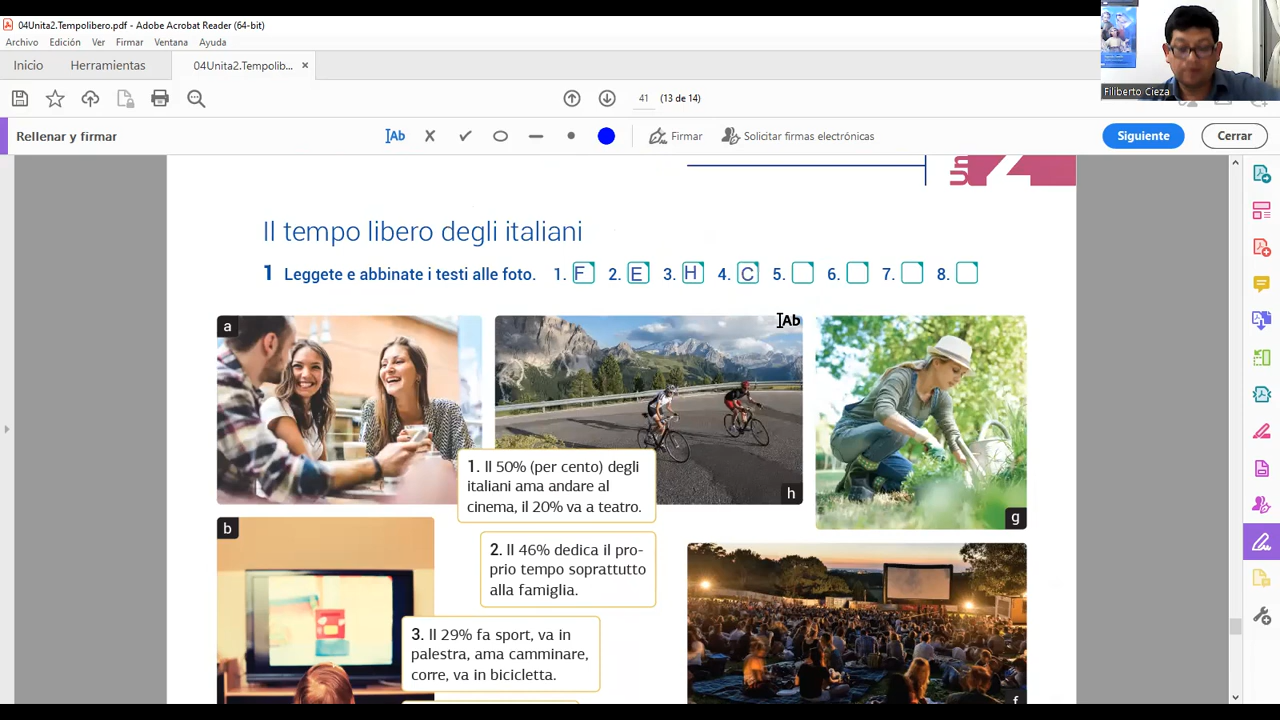 04Unita2.Tempolibero.pdf - Adobe Acrobat Reader (64-bit)
Archivo Edición Ver Firmar Ventana Ayuda
Inicio Herramientas 04Unita2.Tempolib... ×
41 (13 de 14)
Filiberto Cieza
Rellenar y firmar
Ab
Firmar
Solicitar firmas electrónicas
Siguiente
Cerrar
Un
2
Il tempo libero degli italiani
1 Leggete e abbinate i testi alle foto. 1. F 2. E 3. H 4. C 5. 6. 7. 8.
Ab
a
h
g
1. Il 50% (per cento) degli
italiani ama andare al
cinema, il 20% va a teatro.
b
2. Il 46% dedica il pro-
prio tempo soprattutto
alla famiglia.
3. Il 29% fa sport, va in
palestra, ama camminare,
corre, va in bicicletta.
f